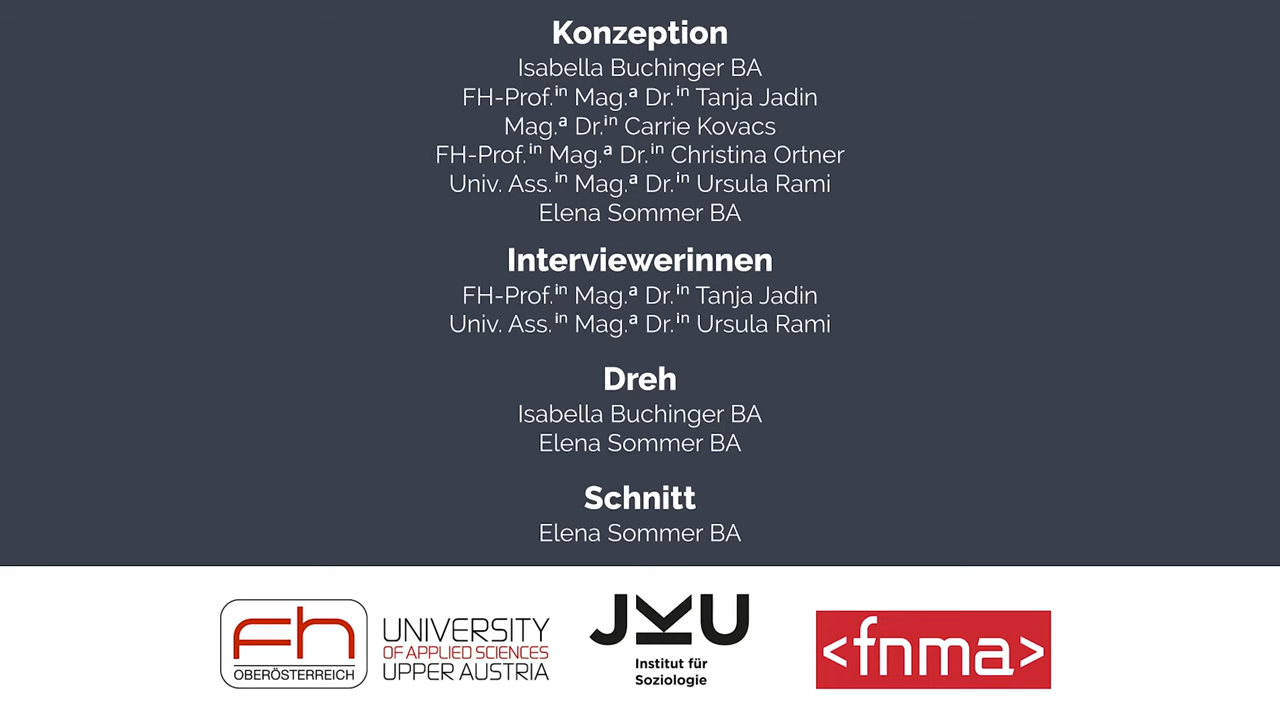 Konzeption
Isabella Buchinger BA
FH-Prof.ⁱⁿ Mag.ª Dr.ⁱⁿ Tanja Jadin
Mag.ª Dr.ⁱⁿ Carrie Kovacs
FH-Prof.ⁱⁿ Mag.ª Dr.ⁱⁿ Christina Ortner
Univ. Ass.ⁱⁿ Mag.ª Dr.ⁱⁿ Ursula Rami
Elena Sommer BA
Interviewerinnen
FH-Prof.ⁱⁿ Mag.ª Dr.ⁱⁿ Tanja Jadin
Univ. Ass.ⁱⁿ Mag.ª Dr.ⁱⁿ Ursula Rami
Dreh
Isabella Buchinger BA
Elena Sommer BA
Schnitt
Elena Sommer BA
fh
OBERÖSTERREICH
UNIVERSITY
OF APPLIED SCIENCES
UPPER AUSTRIA
JKU
Institut für
Soziologie
<fnma>